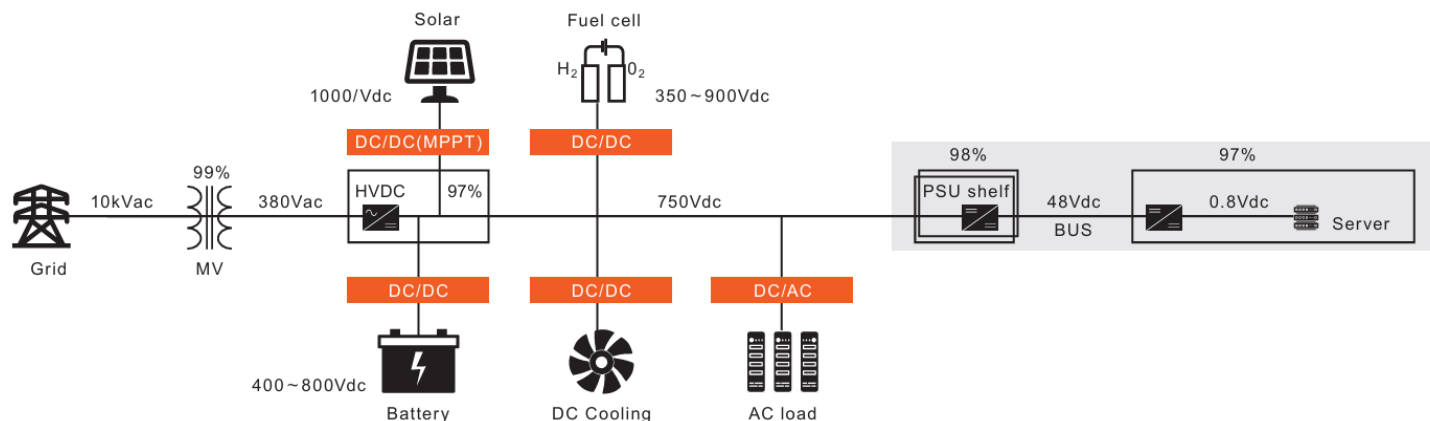 Solar
Fuel cell
H2
O2
1000/Vdc
350~900Vdc
DC/DC(MPPT)
DC/DC
98%
97%
99%
HVDC
97%
PSU shelf
10kVac
380Vac
750Vdc
48Vdc
0.8Vdc
BUS
Server
Grid
MV
DC/DC
DC/DC
DC/AC
400~800Vdc
Battery
DC Cooling
AC load